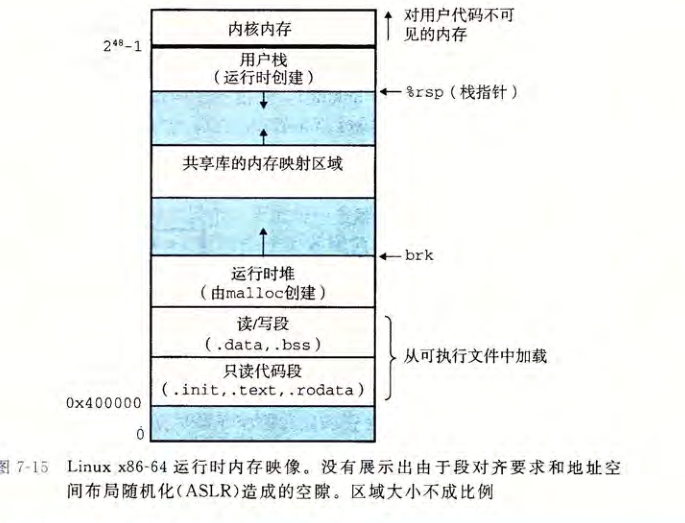 内核内存
对用户代码不可
见的内存
2⁴⁸-1
用户栈
(运行时创建)
%rsp(栈指针)
共享库的内存映射区域
brk
运行时堆
(由malloc创建)
读/写段
(.data,.bss)
从可执行文件中加载
只读代码段
(.init,.text,.rodata)
0x400000
0
图 7-15 Linux x86-64 运行时内存映像。没有展示出由于段对齐要求和地址空
间布局随机化(ASLR)造成的空隙。区域大小不成比例